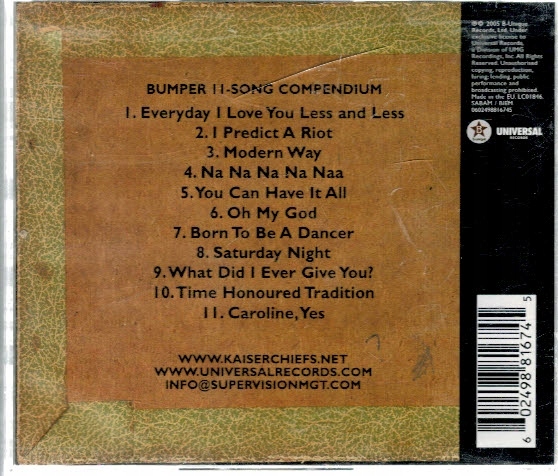 BUMPER 11-SONG COMPENDIUM
1. Everyday I Love You Less and Less
2. I Predict A Riot
3. Modern Way
4. Na Na Na Na Naa
5. You Can Have It All
6. Oh My God
7. Born To Be A Dancer
8. Saturday Night
9. What Did I Ever Give You?
10. Time Honoured Tradition
11. Caroline, Yes
WWW.KAISERCHIEFS.NET
WWW.UNIVERSALRECORDS.COM
INFO@SUPERVISIONMGT.COM
℗© 2005 B-Unique
Records, Ltd. Under
exclusive license to
Universal Records,
a Division of UMG
Recordings, Inc. All Rights
Reserved. Unauthorised
copying, reproduction,
hiring, lending, public
performance and
broadcasting prohibited.
Made in the EU. LC01846.
SABAM / BIEM
0602498816745
B
UNIVERSAL
RECORDS
6 02498 81674 5